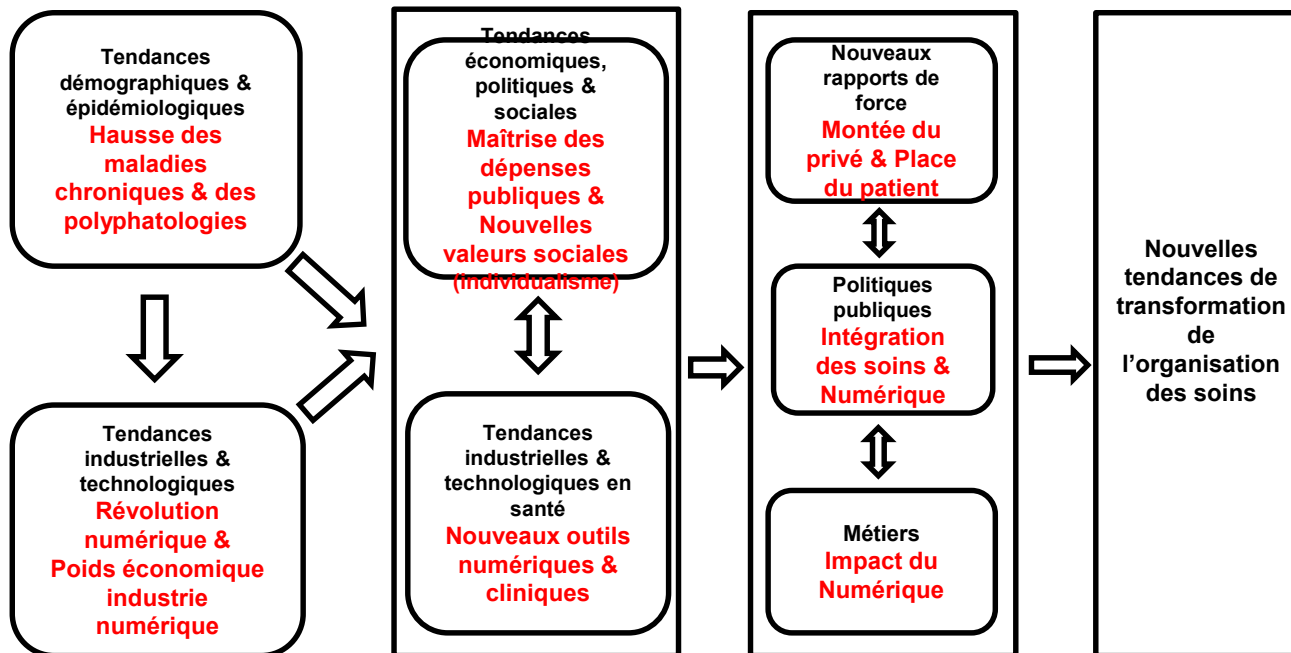 Tendances
démographiques &
épidémiologiques
Hausse des
maladies
chroniques & des
polyphatologies
Tendances
industrielles &
technologiques
Révolution
numérique &
Poids économique
industrie
numérique
Tendances
économiques,
politiques &
sociales
Maîtrise des
dépenses
publiques &
Nouvelles
valeurs sociales
(individualisme)
Tendances
industrielles &
technologiques en
santé
Nouveaux outils
numériques &
cliniques
Nouveaux
rapports de
force
Montée du
privé & Place
du patient
Politiques
publiques
Intégration
des soins &
Numérique
Métiers
Impact du
Numérique
Nouvelles
tendances de
transformation
de
l’organisation
des soins